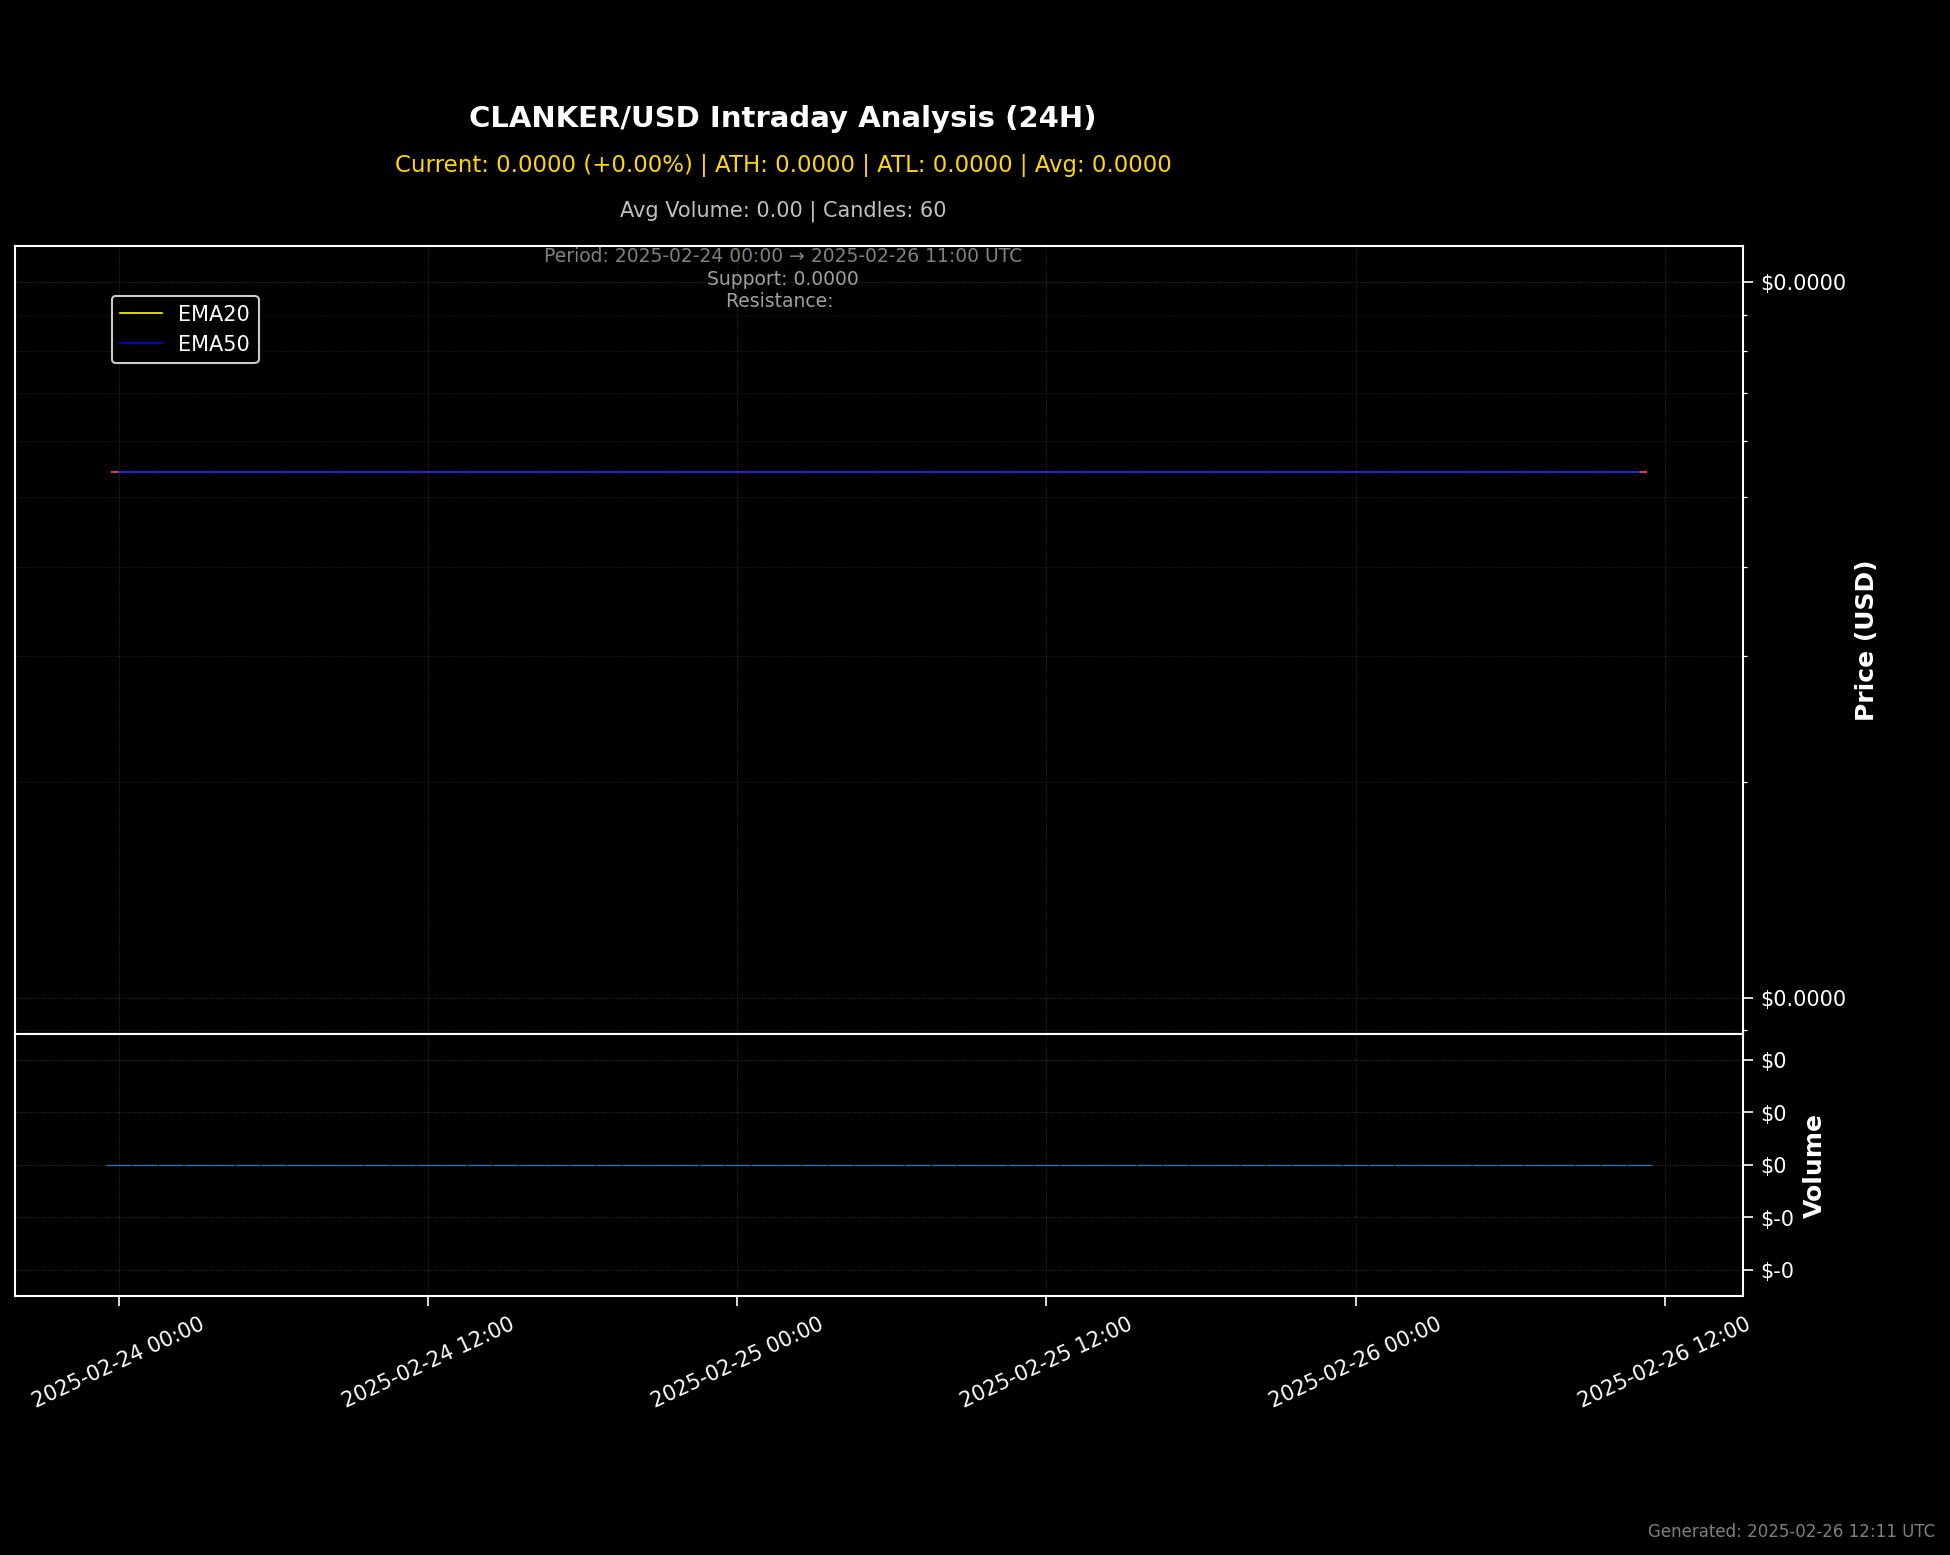 CLANKER/USD Intraday Analysis (24H)
Current: 0.0000 (+0.00%) | ATH: 0.0000 | ATL: 0.0000 | Avg: 0.0000
Avg Volume: 0.00 | Candles: 60
Period: 2025-02-24 00:00 → 2025-02-26 11:00 UTC
Support: 0.0000
Resistance:
EMA20
EMA50
$0.0000
Price (USD)
$0.0000
$0
$0
$0
$-0
$-0
Volume
2025-02-24 00:00
2025-02-24 12:00
2025-02-25 00:00
2025-02-25 12:00
2025-02-26 00:00
2025-02-26 12:00
Generated: 2025-02-26 12:11 UTC